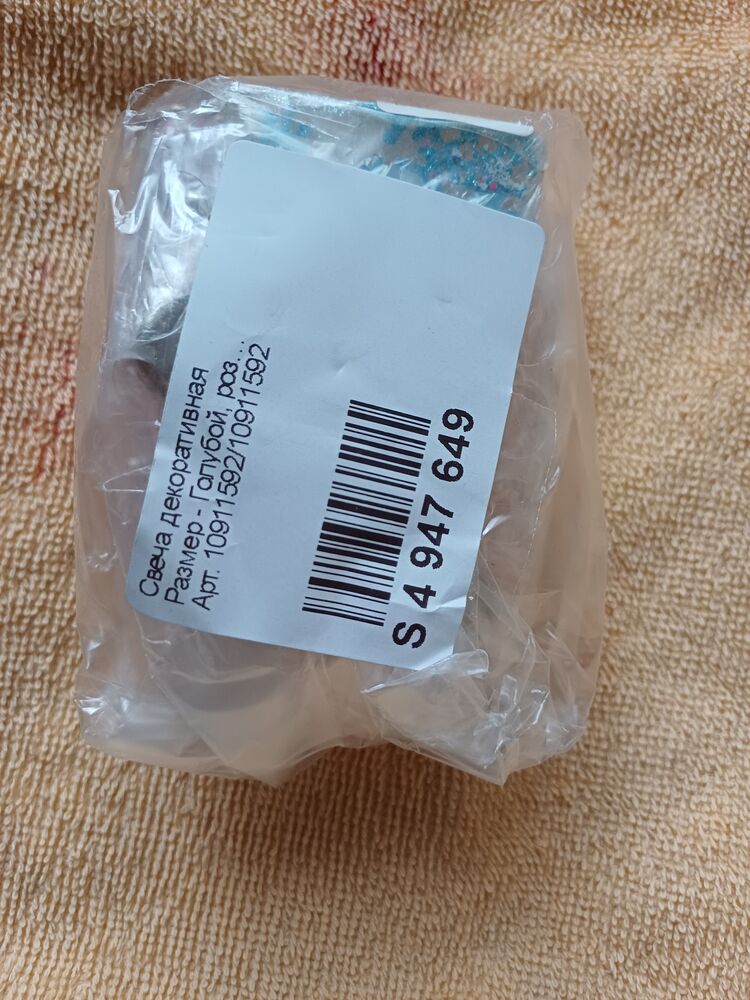 Свеча декоративная
Размер - Голубой, роз...
Арт. 10911592/10911592
S 4 947 649